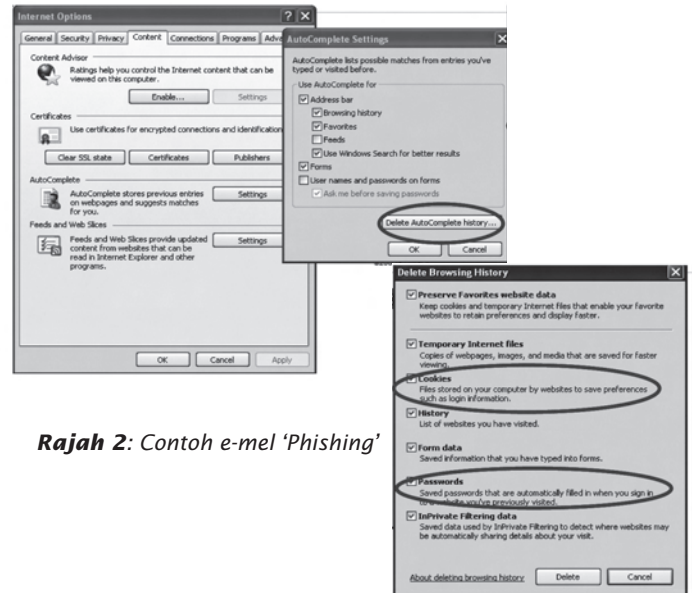 Internet Options
General Security Privacy Content Connections Programs Adva
Content Advisor
Ratings help you control the Internet content that can be
viewed on this computer.
Enable... Settings
Certificates
Use certificates for encrypted connections and identification
Clear SSL state Certificates Publishers
AutoComplete
AutoComplete stores previous entries
on webpages and suggests matches
for you.
Settings
Feeds and Web Slices
Feeds and Web Slices provide updated
content from websites that can be
read in Internet Explorer and other
programs.
Settings
OK Cancel Apply
AutoComplete Settings
AutoComplete lists possible matches from entries you've
typed or visited before.
Use AutoComplete for
Address bar
Browsing history
Favorites
Feeds
Use Windows Search for better results
Forms
User names and passwords on forms
Ask me before saving passwords
Delete AutoComplete history...
OK Cancel
Delete Browsing History
Preserve Favorites website data
Keep cookies and temporary Internet files that enable your favorite
websites to retain preferences and display faster.
Temporary Internet files
Copies of webpages, images, and media that are saved for faster
viewing.
Cookies
Files stored on your computer by websites to save preferences
such as login information.
History
List of websites you have visited.
Form data
Saved information that you have typed into forms.
Passwords
Saved passwords that are automatically filled in when you sign in
to a website you've previously visited.
InPrivate Filtering data
Saved data used by InPrivate Filtering to detect where websites may
be automatically sharing details about your visit.
About deleting browsing history Delete Cancel
Rajah 2: Contoh e-mel 'Phishing'